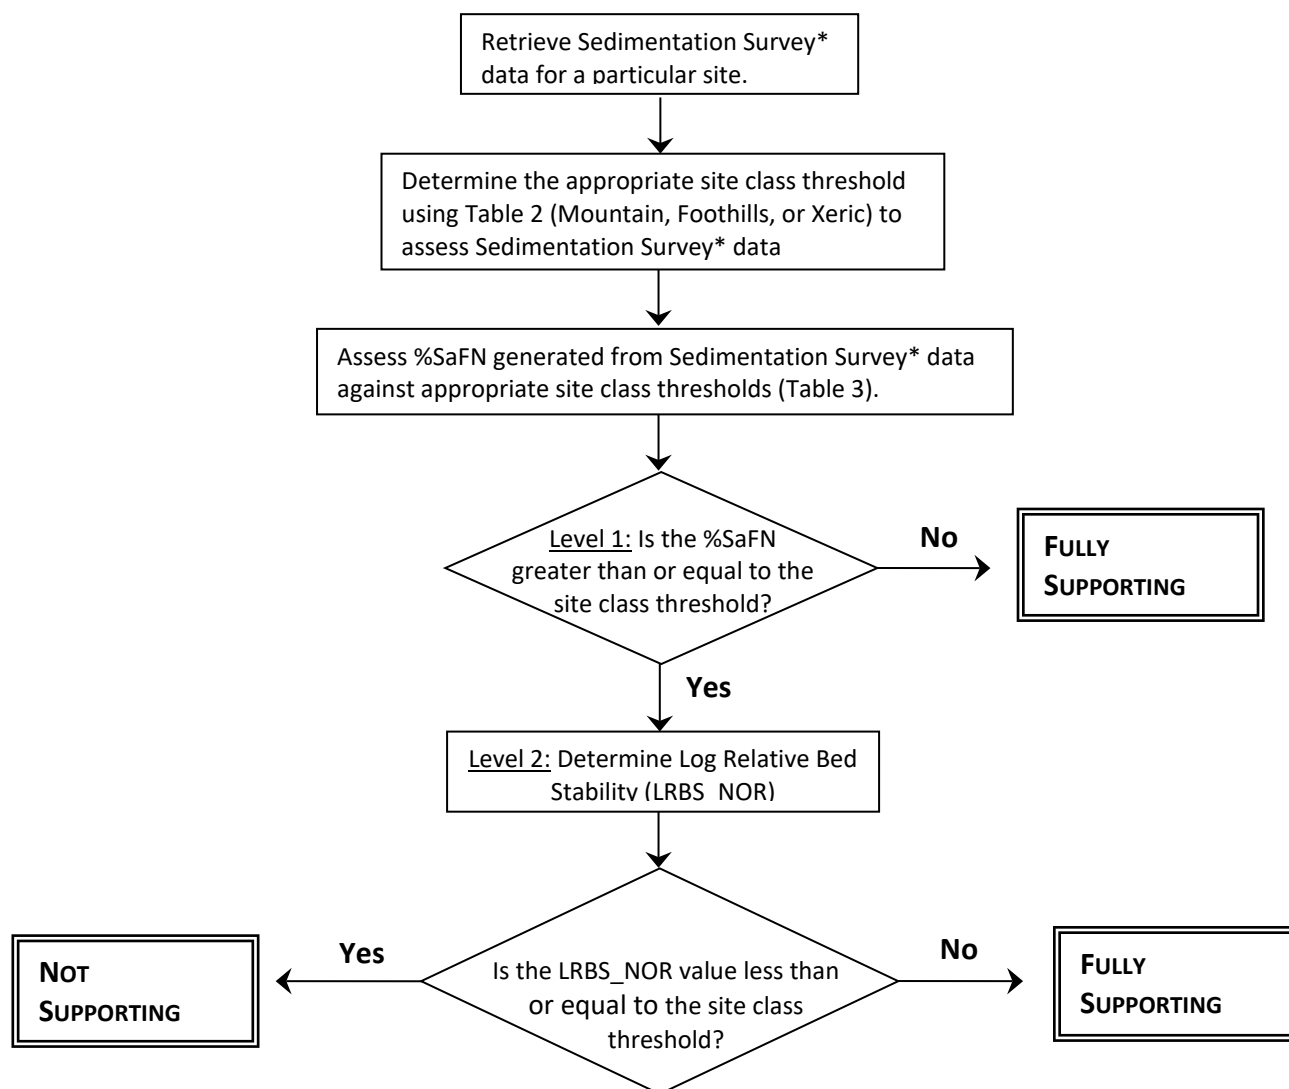 Retrieve Sedimentation Survey*
data for a particular site.
Determine the appropriate site class threshold
using Table 2 (Mountain, Foothills, or Xeric) to
assess Sedimentation Survey* data
Assess %SaFN generated from Sedimentation Survey* data
against appropriate site class thresholds (Table 3).
Level 1: Is the %SaFN
greater than or equal to the
site class threshold?
No
FULLY
SUPPORTING
Yes
Level 2: Determine Log Relative Bed
Stability (LRBS_NOR)
Yes
No
NOT
SUPPORTING
Is the LRBS_NOR value less than
or equal to the site class
threshold?
FULLY
SUPPORTING